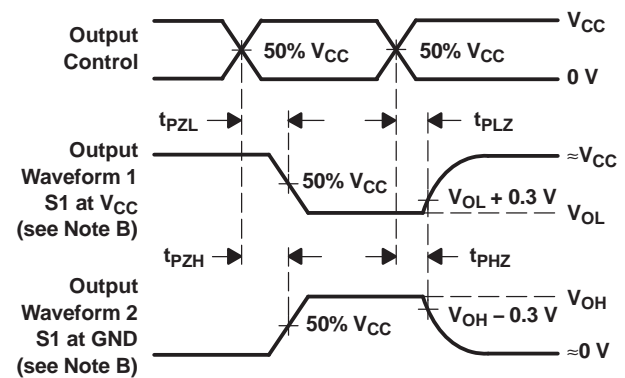 Output
Control
50% VCC
50% VCC
VCC
0 V
tPZL
tPLZ
Output
Waveform 1
S1 at VCC
(see Note B)
50% VCC
VOL + 0.3 V
≈VCC
VOL
tPZH
tPHZ
Output
Waveform 2
S1 at GND
(see Note B)
50% VCC
VOH − 0.3 V
VOH
≈0 V